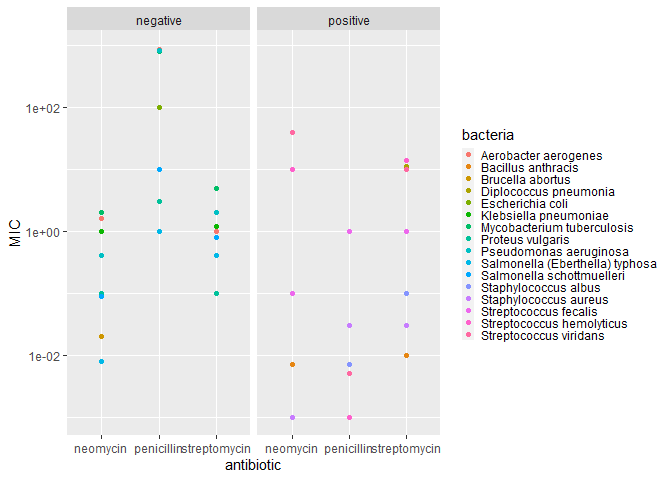 negative positive
MIC
1e+02
1e+00
1e-02
neomycin penicillin streptomycin neomycin penicillin streptomycin
antibiotic
bacteria
Aerobacter aerogenes
Bacillus anthracis
Brucella abortus
Diplococcus pneumonia
Escherichia coli
Klebsiella pneumoniae
Mycobacterium tuberculosis
Proteus vulgaris
Pseudomonas aeruginosa
Salmonella (Eberthella) typhosa
Salmonella schottmuelleri
Staphylococcus albus
Staphylococcus aureus
Streptococcus fecalis
Streptococcus hemolyticus
Streptococcus viridans